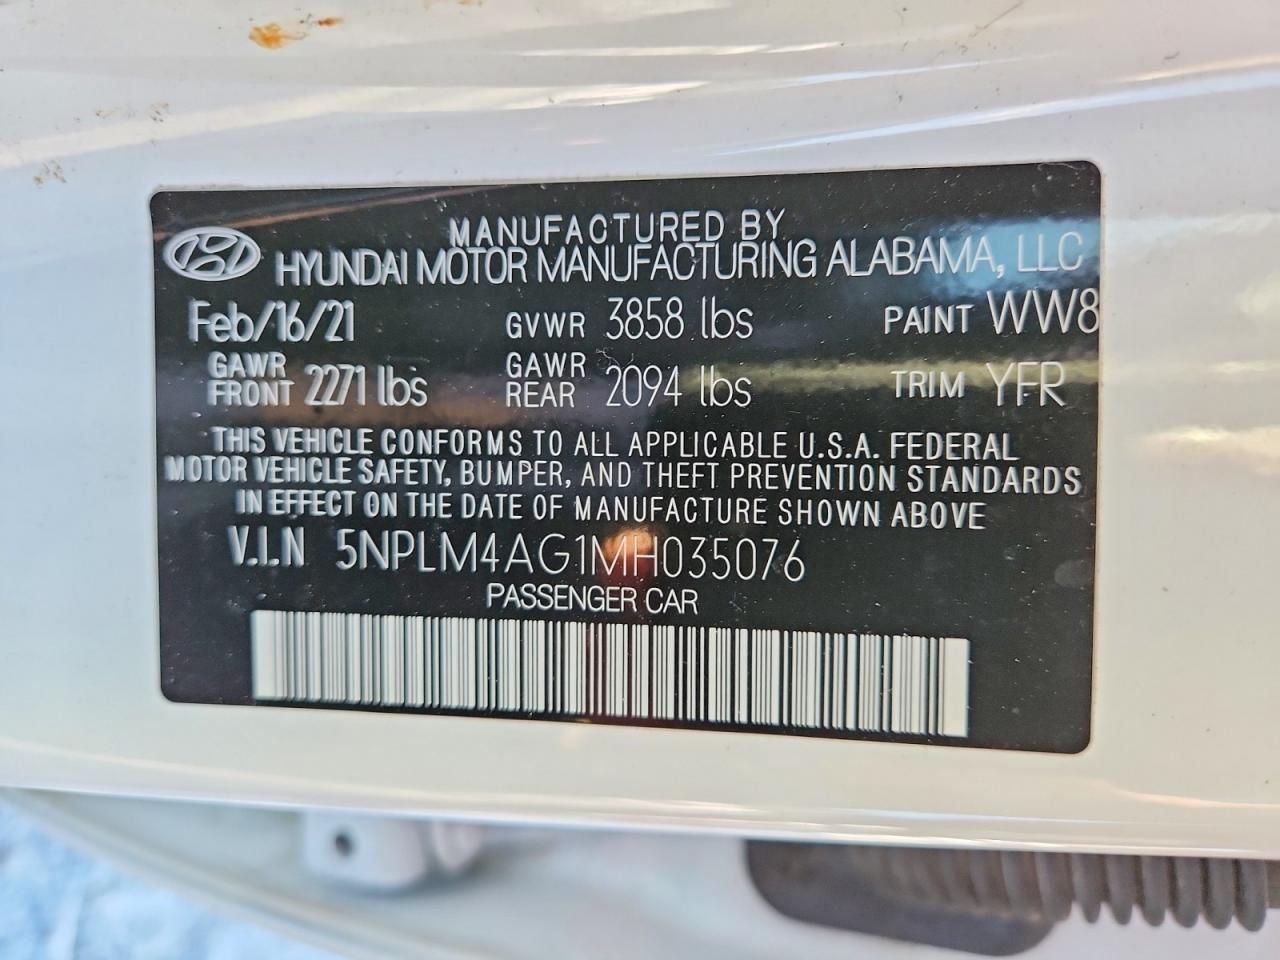 MANUFACTURED BY
HYUNDAI MOTOR MANUFACTURING ALABAMA, LLC
Feb/16/21 GVWR 3858 lbs PAINT WW8
GAWR FRONT 2271 lbs GAWR REAR 2094 lbs TRIM YFR
THIS VEHICLE CONFORMS TO ALL APPLICABLE U.S.A. FEDERAL
MOTOR VEHICLE SAFETY, BUMPER, AND THEFT PREVENTION STANDARDS
IN EFFECT ON THE DATE OF MANUFACTURE SHOWN ABOVE
V.I.N 5NPLM4AG1MH035076
PASSENGER CAR